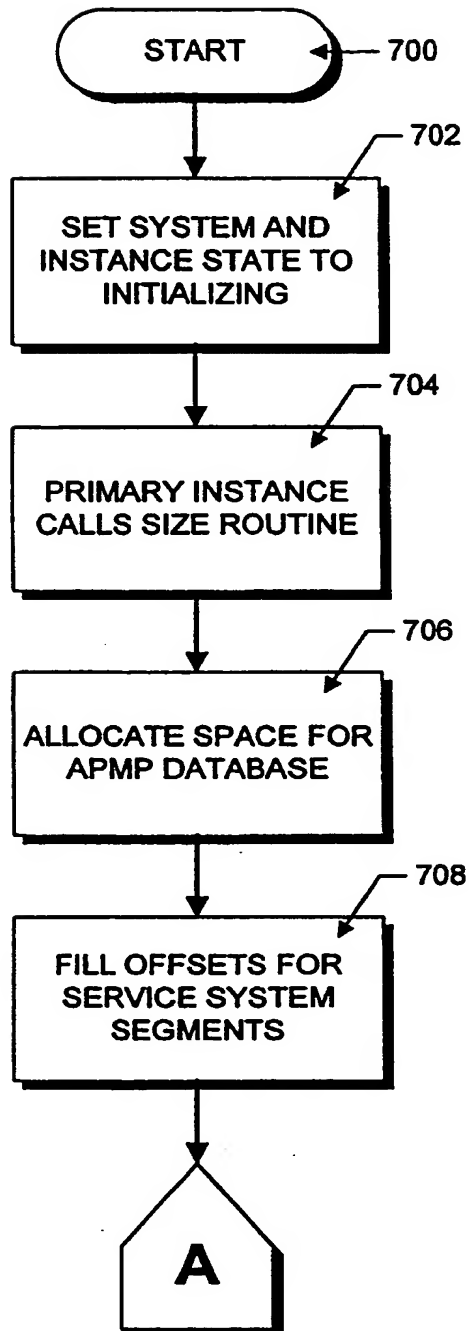 START
700
702
SET SYSTEM AND
INSTANCE STATE TO
INITIALIZING
704
PRIMARY INSTANCE
CALLS SIZE ROUTINE
706
ALLOCATE SPACE FOR
APMP DATABASE
708
FILL OFFSETS FOR
SERVICE SYSTEM
SEGMENTS
A